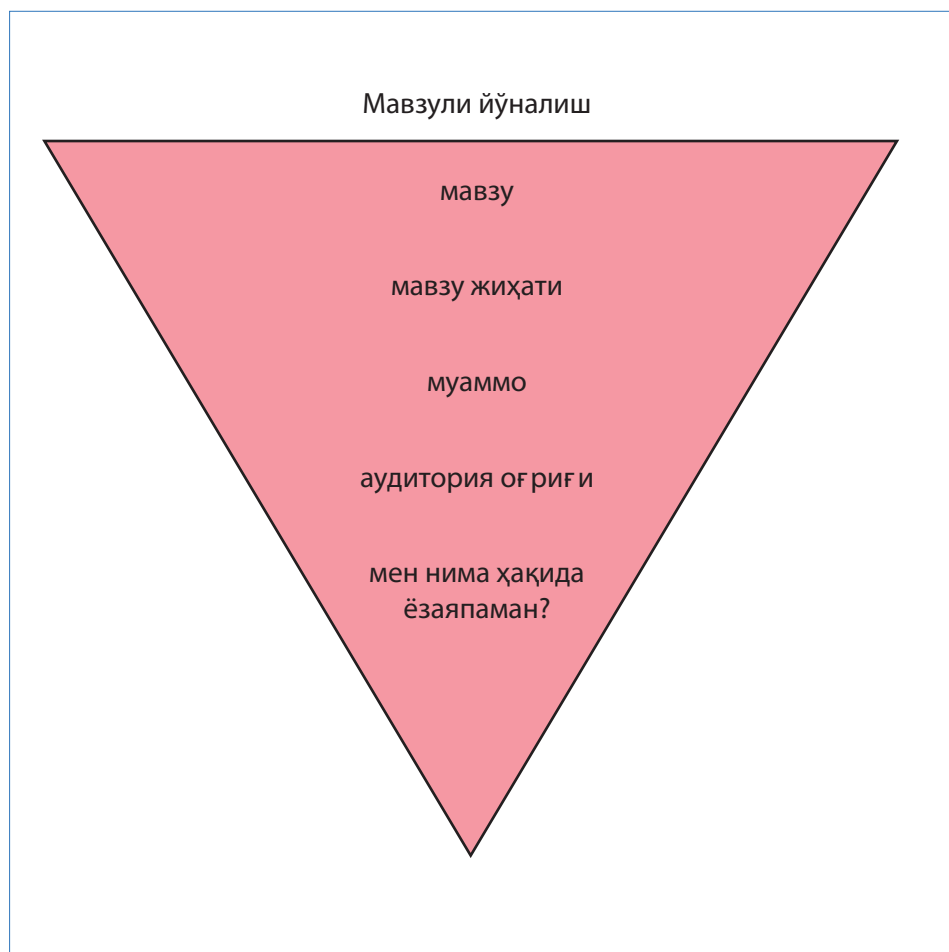 Мавзули йўналиш
мавзу
мавзу жиҳати
муаммо
аудитория оғриғи
мен нима ҳақида
ёзаяпаман?